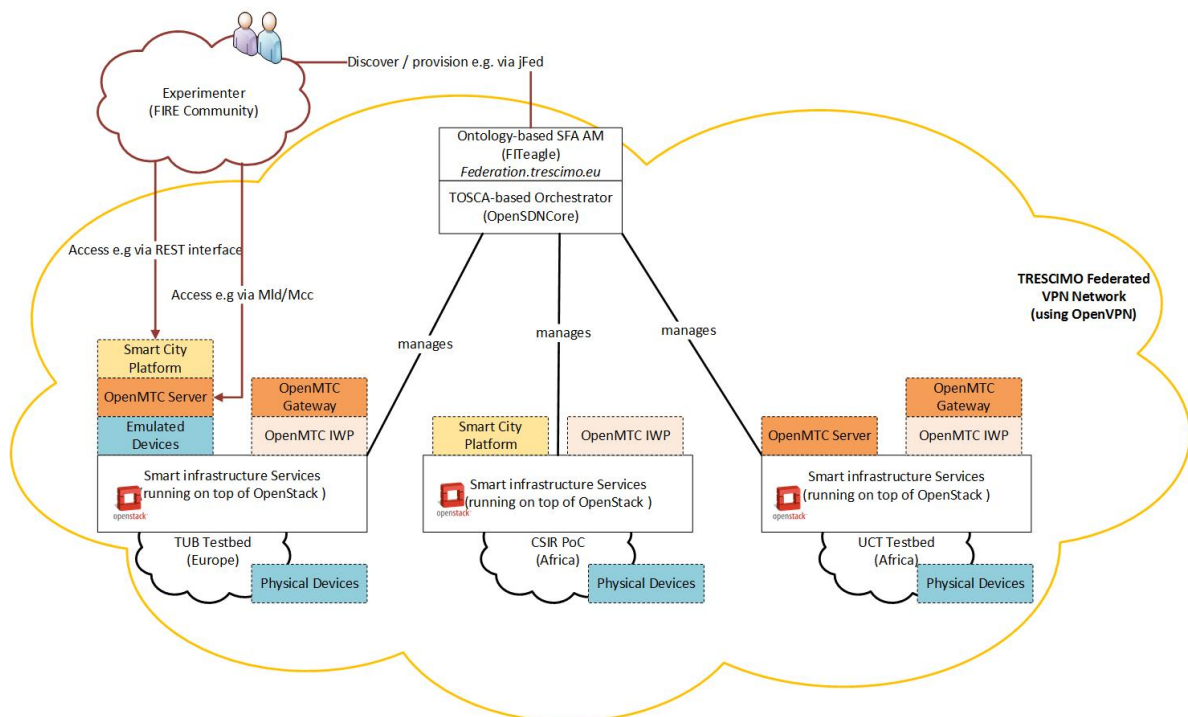 Discover / provision e.g. via jFed
Experimenter
(FIRE Community)
Ontology-based SFA AM
(FITeagle)
Federation.trescimo.eu
TOSCA-based Orchestrator
(OpenSDNCore)
Access e.g via REST interface
Access e.g via Mld/Mcc
TRESCIMO Federated
VPN Network
(using OpenVPN)
manages
manages
manages
Smart City
Platform
OpenMTC Server
Emulated
Devices
OpenMTC
Gateway
OpenMTC IWP
Smart City
Platform
OpenMTC IWP
OpenMTC Server
OpenMTC
Gateway
OpenMTC IWP
Smart infrastructure Services
(running on top of OpenStack )
openstack
Smart infrastructure Services
(running on top of OpenStack )
openstack
Smart infrastructure Services
(running on top of OpenStack )
openstack
TUB Testbed
(Europe)
Physical Devices
CSIR PoC
(Africa)
Physical Devices
UCT Testbed
(Africa)
Physical Devices